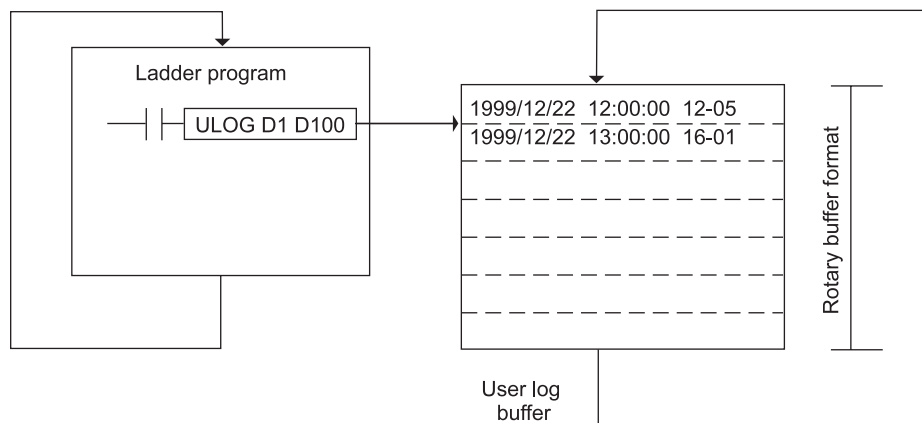 Ladder program
ULOG D1 D100
1999/12/22 12:00:00 12-05
1999/12/22 13:00:00 16-01
Rotary buffer format
User log
buffer